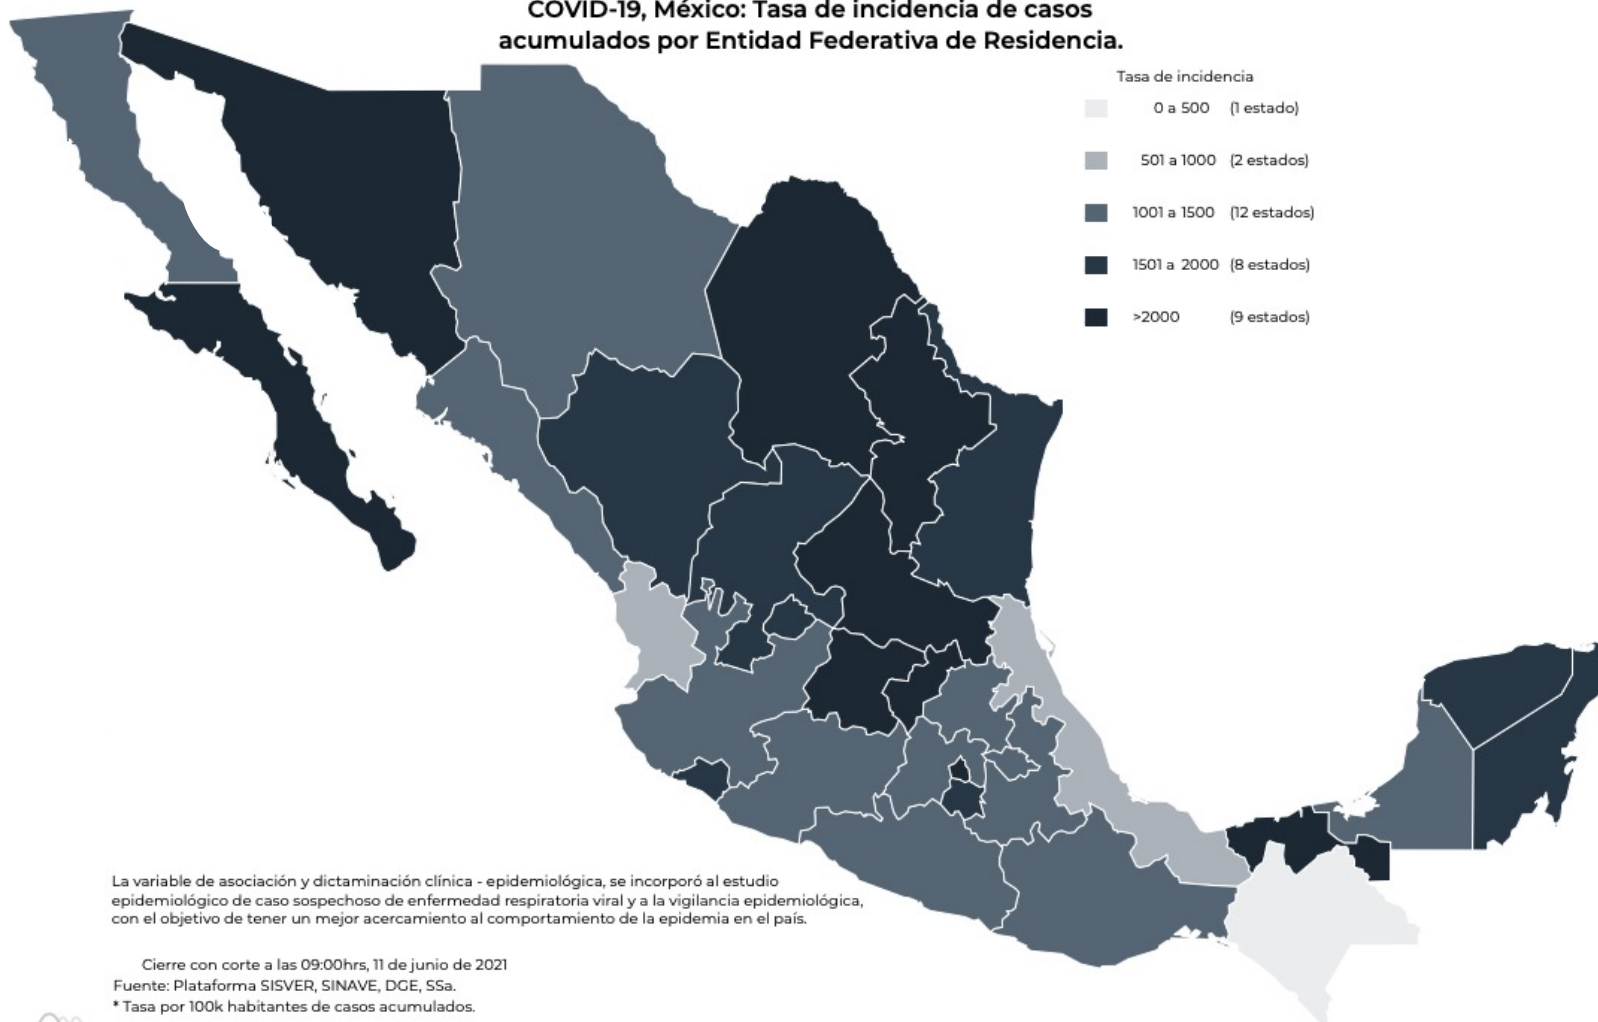 COVID-19, México: Tasa de incidencia de casos
acumulados por Entidad Federativa de Residencia.
Tasa de incidencia
0 a 500 (1 estado)
501 a 1000 (2 estados)
1001 a 1500 (12 estados)
1501 a 2000 (8 estados)
>2000 (9 estados)
La variable de asociación y dictaminación clínica - epidemiológica, se incorporó al estudio
epidemiológico de caso sospechoso de enfermedad respiratoria viral y a la vigilancia epidemiológica,
con el objetivo de tener un mejor acercamiento al comportamiento de la epidemia en el país.
Cierre con corte a las 09:00hrs, 11 de junio de 2021
Fuente: Plataforma SISVER, SINAVE, DGE, SSa.
* Tasa por 100k habitantes de casos acumulados.